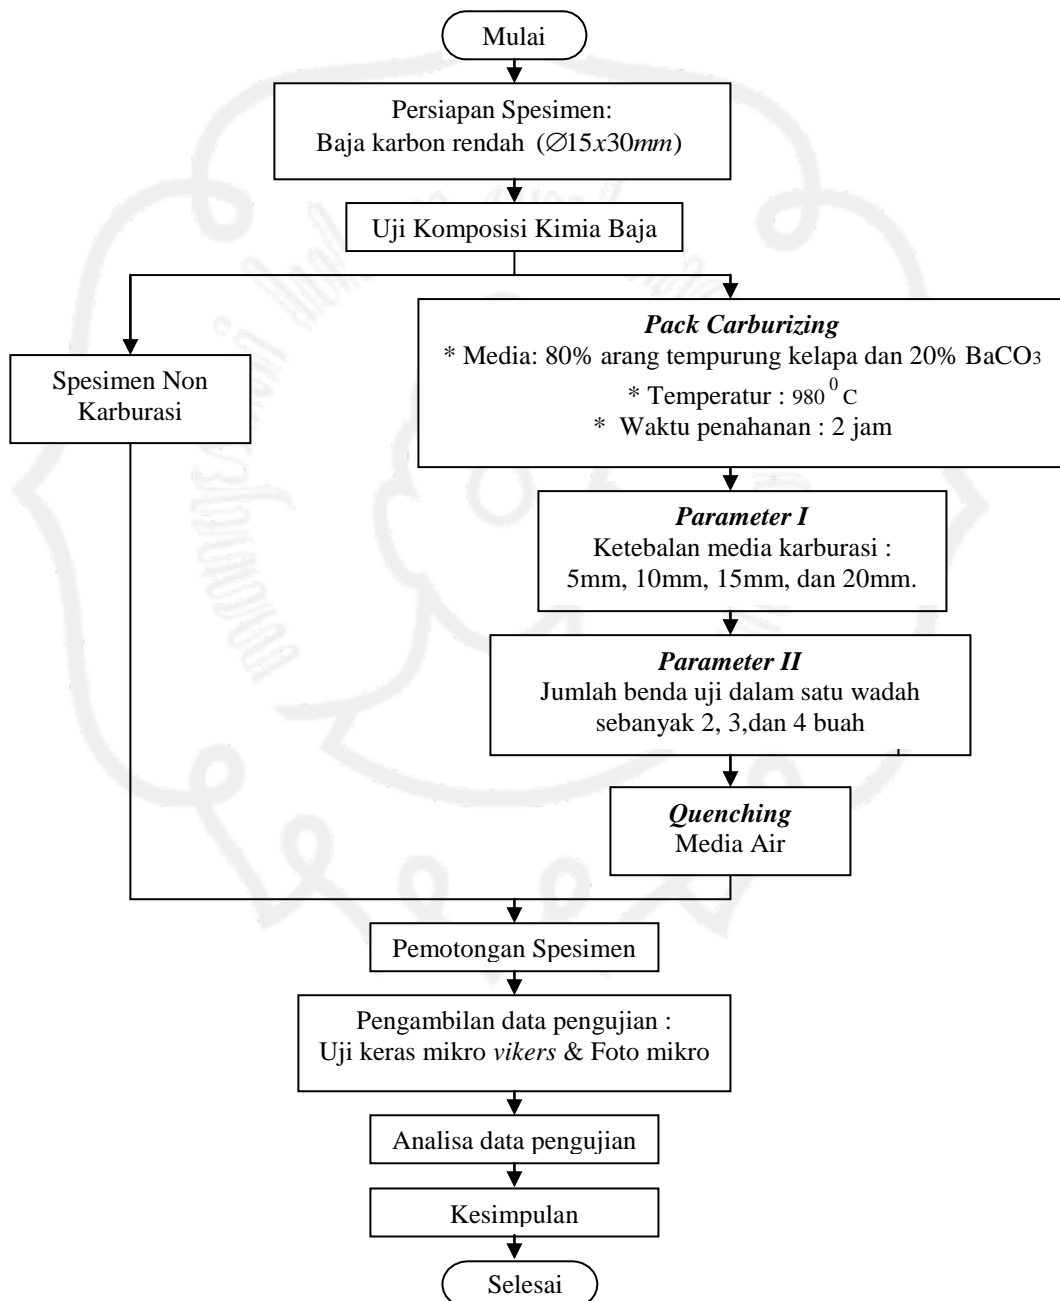 Mulai
Persiapan Spesimen:
Baja karbon rendah (∅15x30mm)
Uji Komposisi Kimia Baja
Spesimen Non
Karburasi
Pack Carburizing
* Media: 80% arang tempurung kelapa dan 20% BaCO3
* Temperatur : 980 0 C
* Waktu penahanan : 2 jam
Parameter I
Ketebalan media karburasi :
5mm, 10mm, 15mm, dan 20mm.
Parameter II
Jumlah benda uji dalam satu wadah
sebanyak 2, 3,dan 4 buah
Quenching
Media Air
Pemotongan Spesimen
Pengambilan data pengujian :
Uji keras mikro vikers & Foto mikro
Analisa data pengujian
Kesimpulan
Selesai